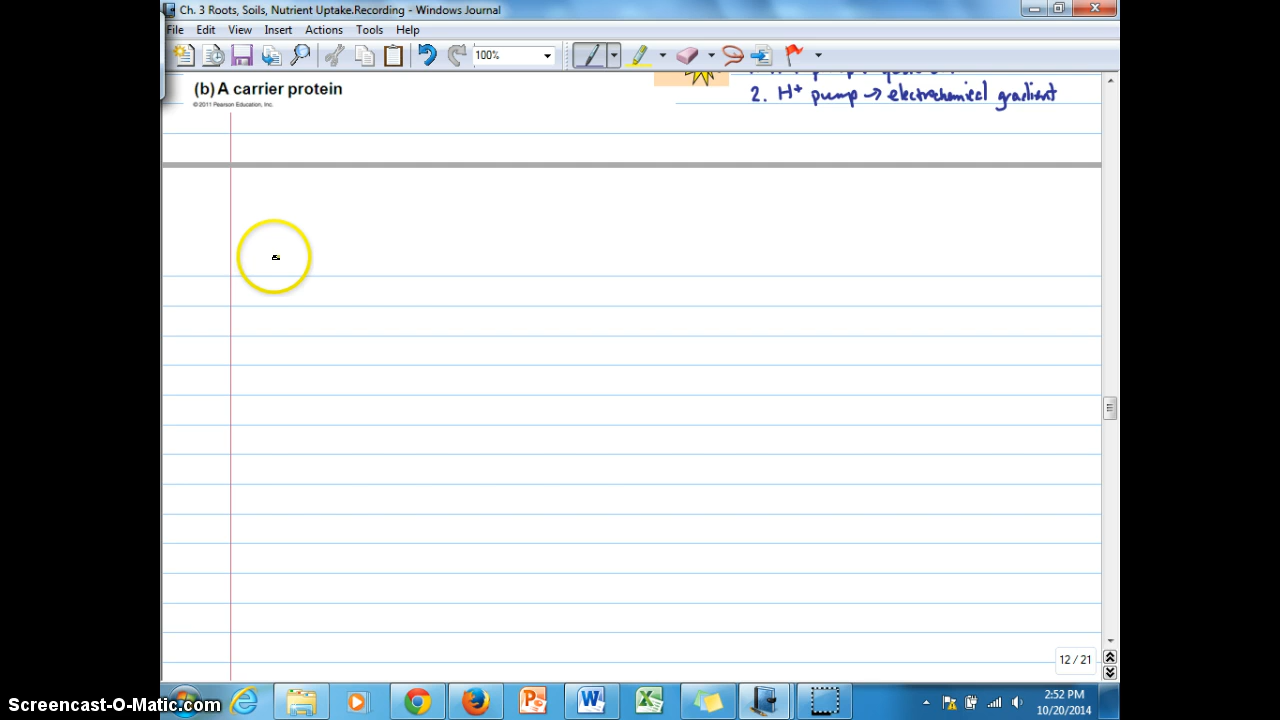 Ch. 3 Roots, Soils, Nutrient Uptake.Recording - Windows Journal
File Edit View Insert Actions Tools Help
100%
(b) A carrier protein
© 2011 Pearson Education, Inc.
2. H+ pump → electrochemical gradient
12 / 21
2:52 PM
10/20/2014
Screencast-O-Matic.com